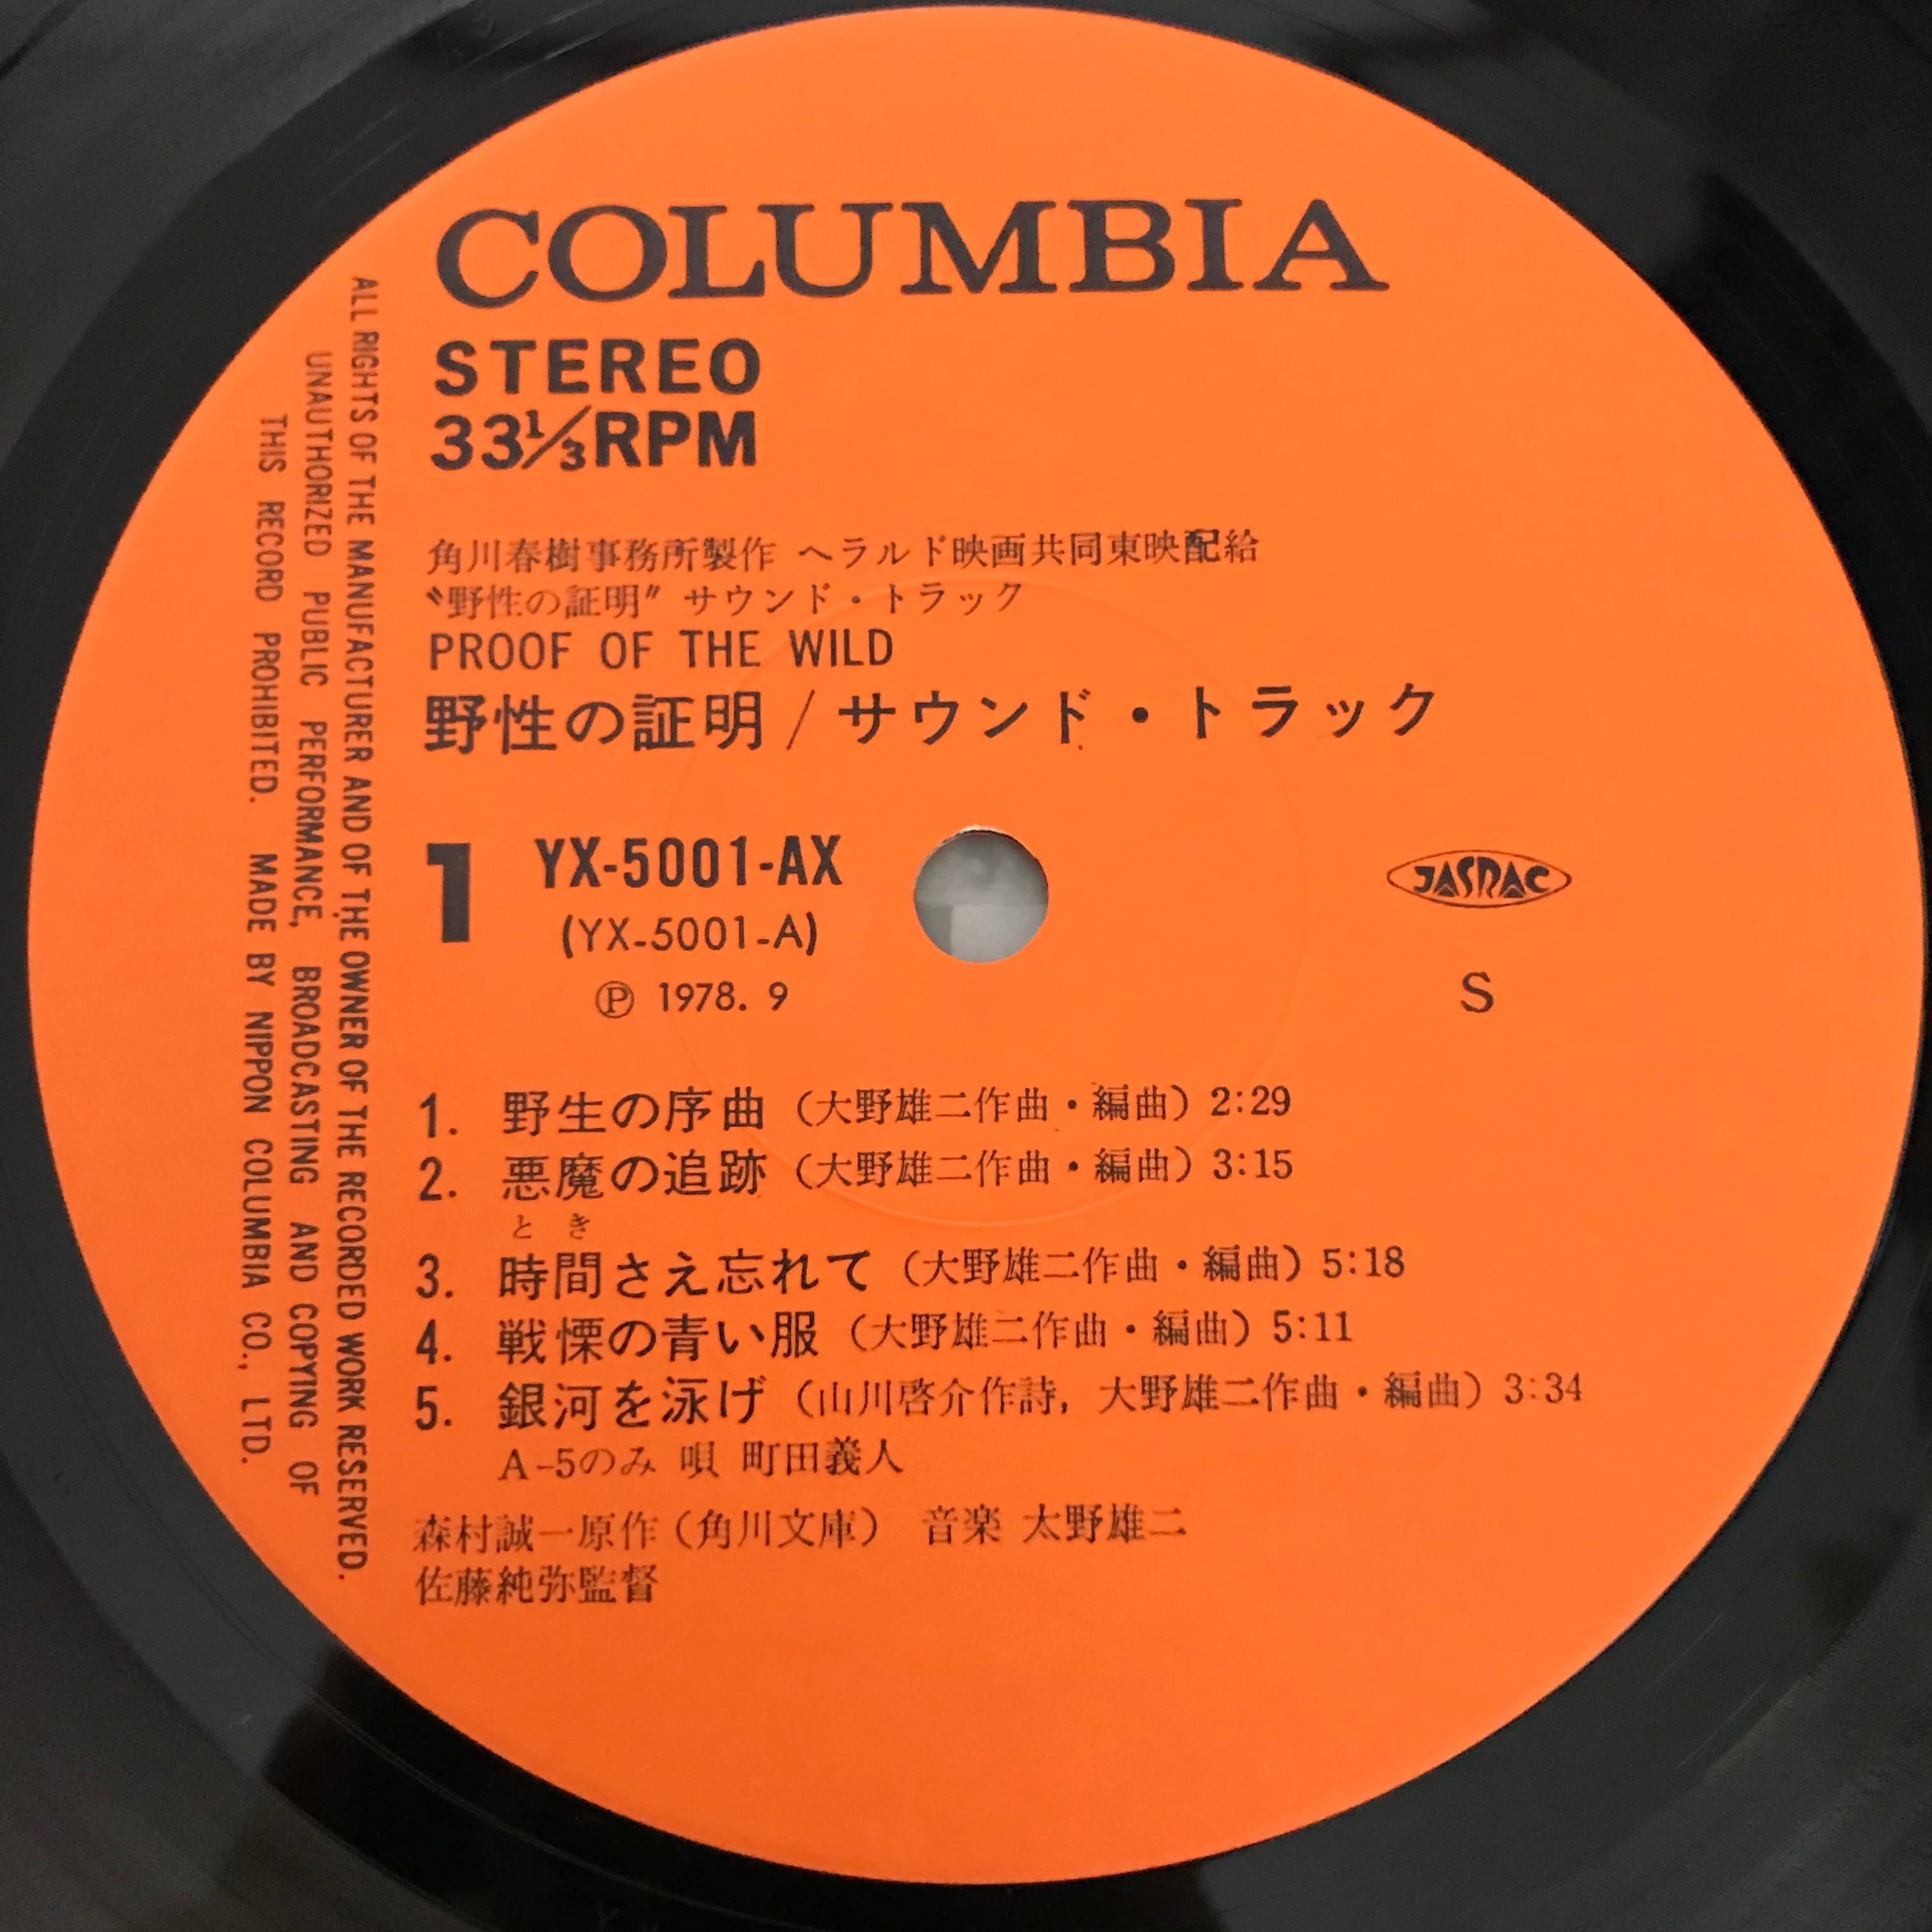 COLUMBIA
STEREO
33⅓RPM
角川春樹事務所製作 ヘラルド映画共同東映配給
〝野性の証明〞サウンド・トラック
PROOF OF THE WILD
野性の証明/サウンド・トラック
1 YX-5001-AX
(YX-5001-A)
Ⓟ 1978. 9
JASRAC
S
1. 野生の序曲（大野雄二作曲・編曲）2:29
2. 悪魔の追跡（大野雄二作曲・編曲）3:15
とき
3. 時間さえ忘れて（大野雄二作曲・編曲）5:18
4. 戦慄の青い服（大野雄二作曲・編曲）5:11
5. 銀河を泳げ（山川啓介作詩，大野雄二作曲・編曲）3:34
A-5のみ 唄 町田義人
森村誠一原作（角川文庫） 音楽 大野雄二
佐藤純弥監督
ALL RIGHTS OF THE MANUFACTURER AND OF THE OWNER OF THE RECORDED WORK RESERVED.
UNAUTHORIZED PUBLIC PERFORMANCE, BROADCASTING AND COPYING OF
THIS RECORD PROHIBITED. MADE BY NIPPON COLUMBIA CO., LTD.